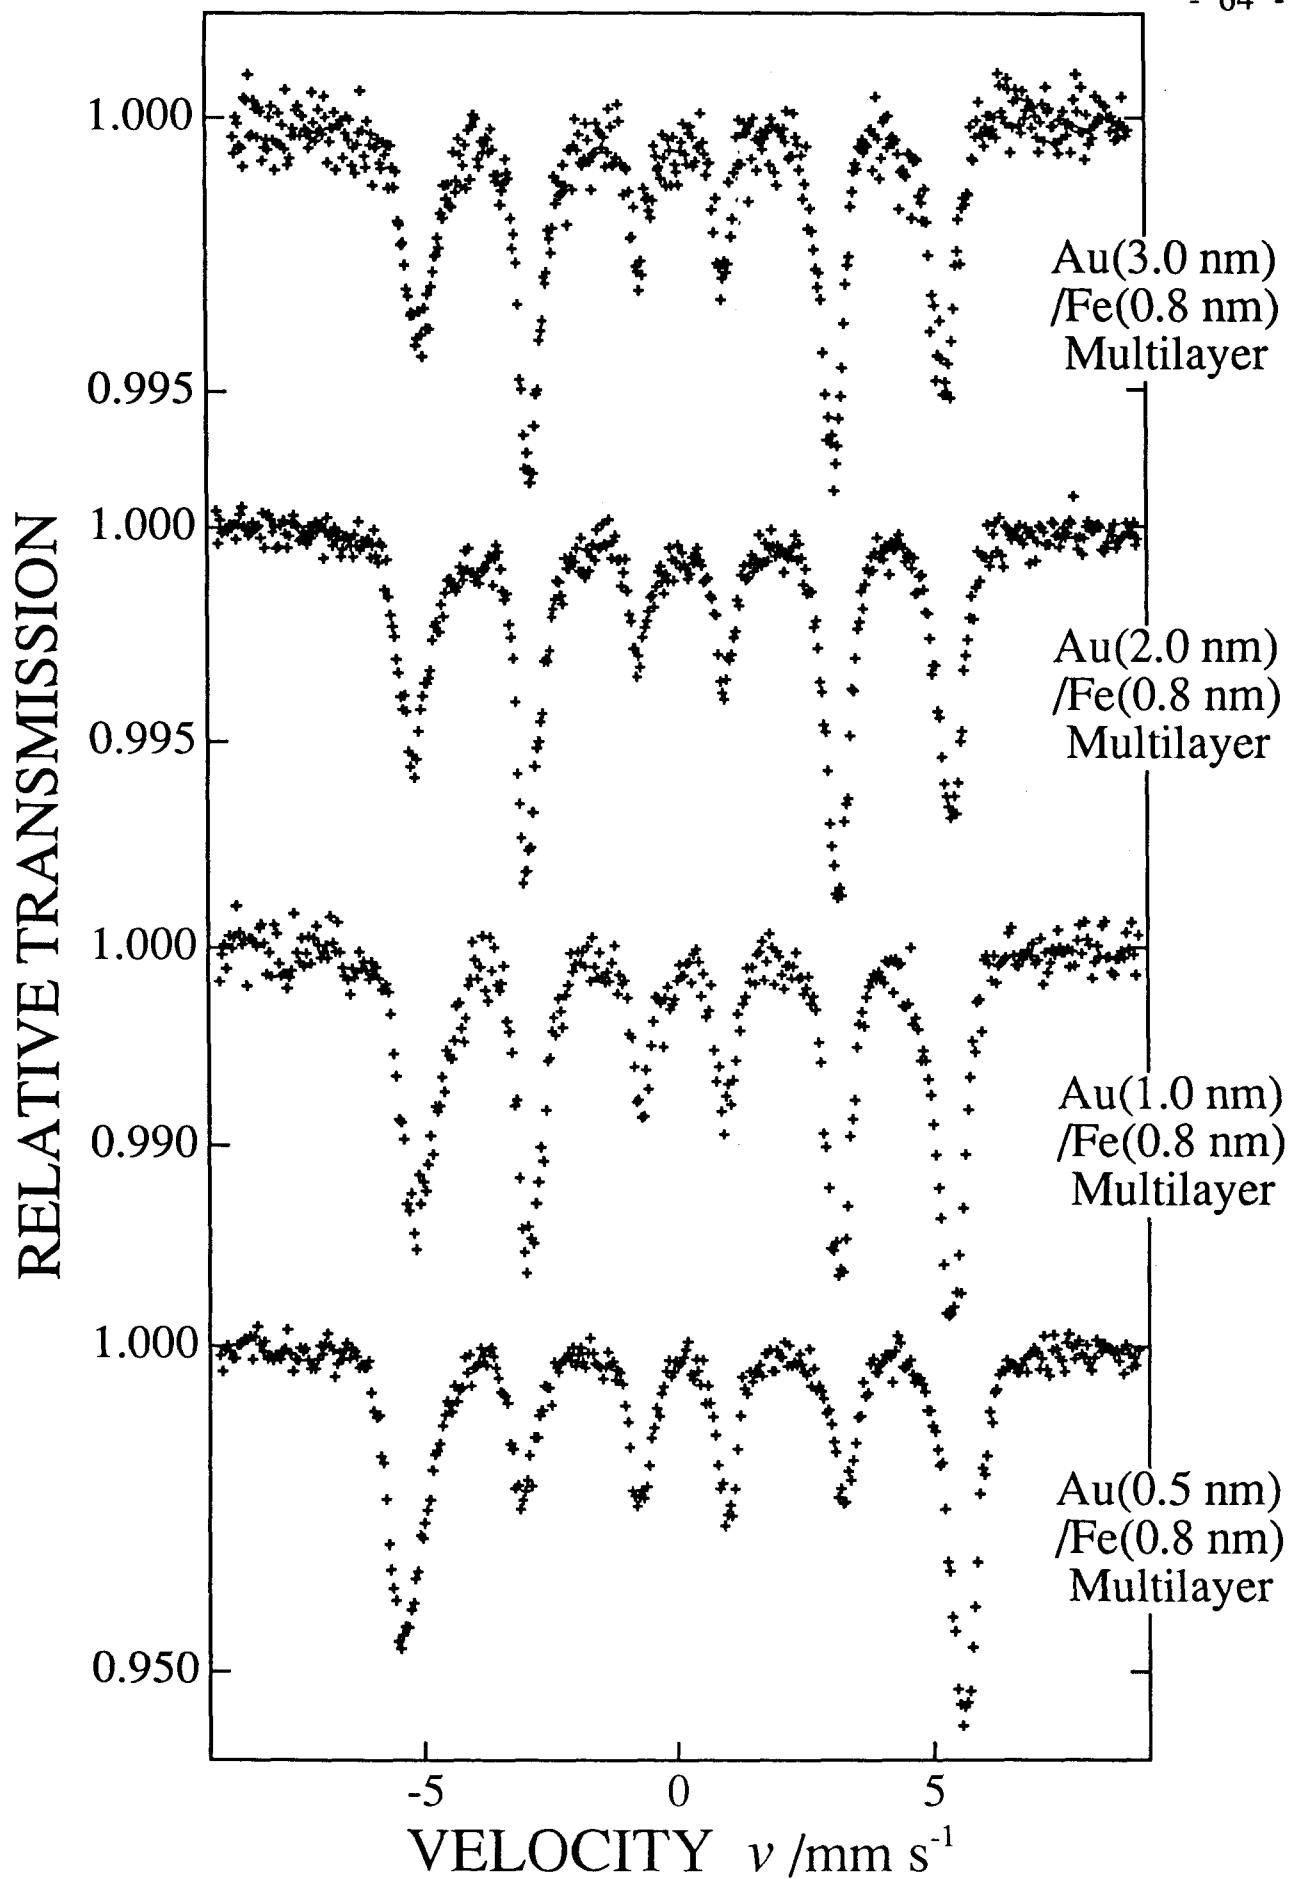 - 64 -
1.000
Au(3.0 nm)
/Fe(0.8 nm)
Multilayer
0.995
1.000
Au(2.0 nm)
/Fe(0.8 nm)
Multilayer
0.995
1.000
Au(1.0 nm)
/Fe(0.8 nm)
Multilayer
0.990
1.000
Au(0.5 nm)
/Fe(0.8 nm)
Multilayer
0.950
RELATIVE TRANSMISSION
-5 0 5
VELOCITY v /mm s⁻¹